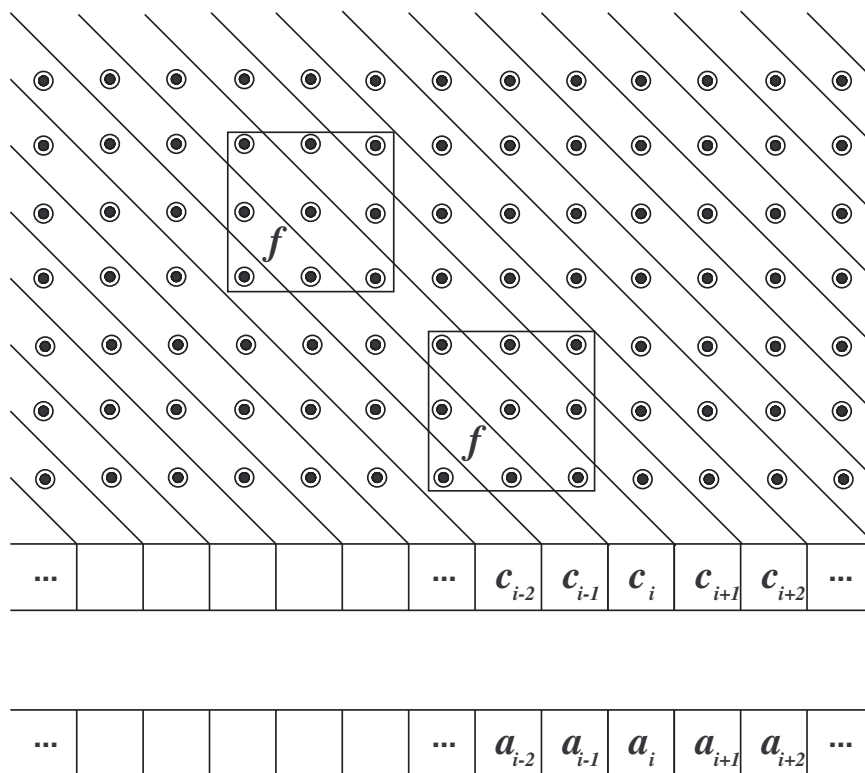 f
f
... ... c_{i-2} c_{i-1} c_i c_{i+1} c_{i+2} ...
... ... a_{i-2} a_{i-1} a_i a_{i+1} a_{i+2} ...